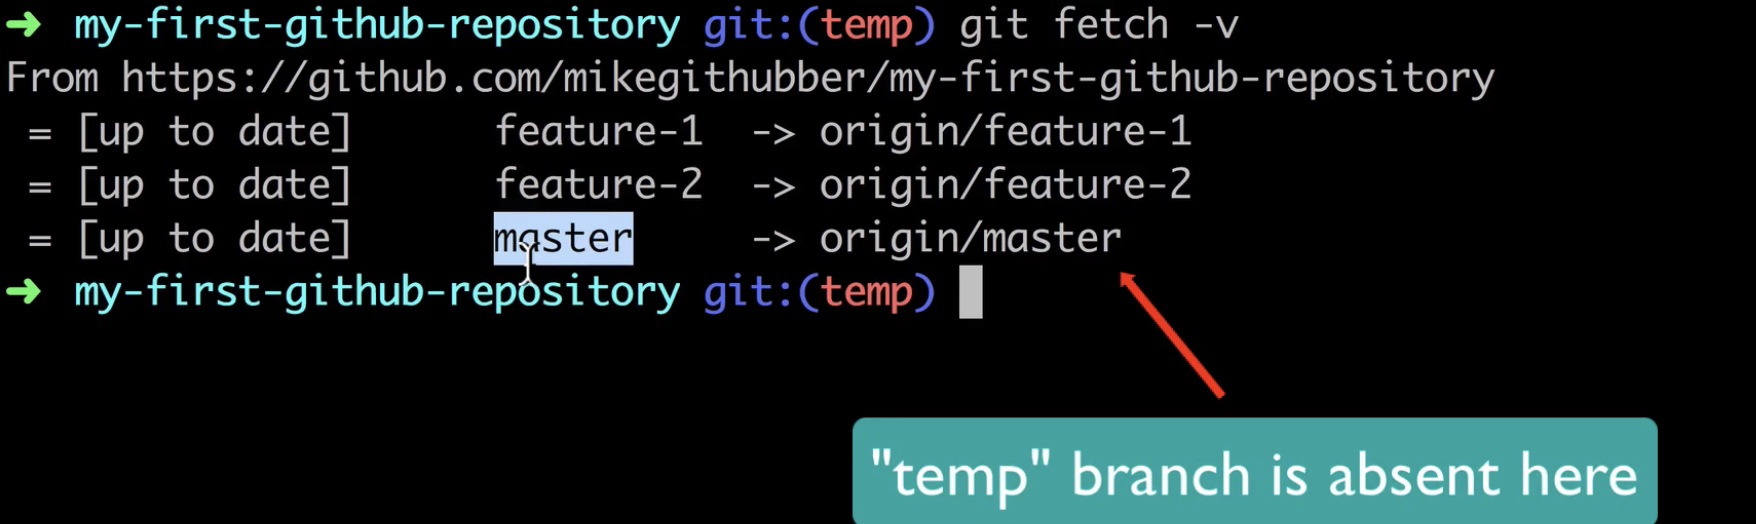 ➜ my-first-github-repository git:(temp) git fetch -v
From https://github.com/mikegithubber/my-first-github-repository
 = [up to date]      feature-1  -> origin/feature-1
 = [up to date]      feature-2  -> origin/feature-2
 = [up to date]      master     -> origin/master
➜ my-first-github-repository git:(temp)
"temp" branch is absent here